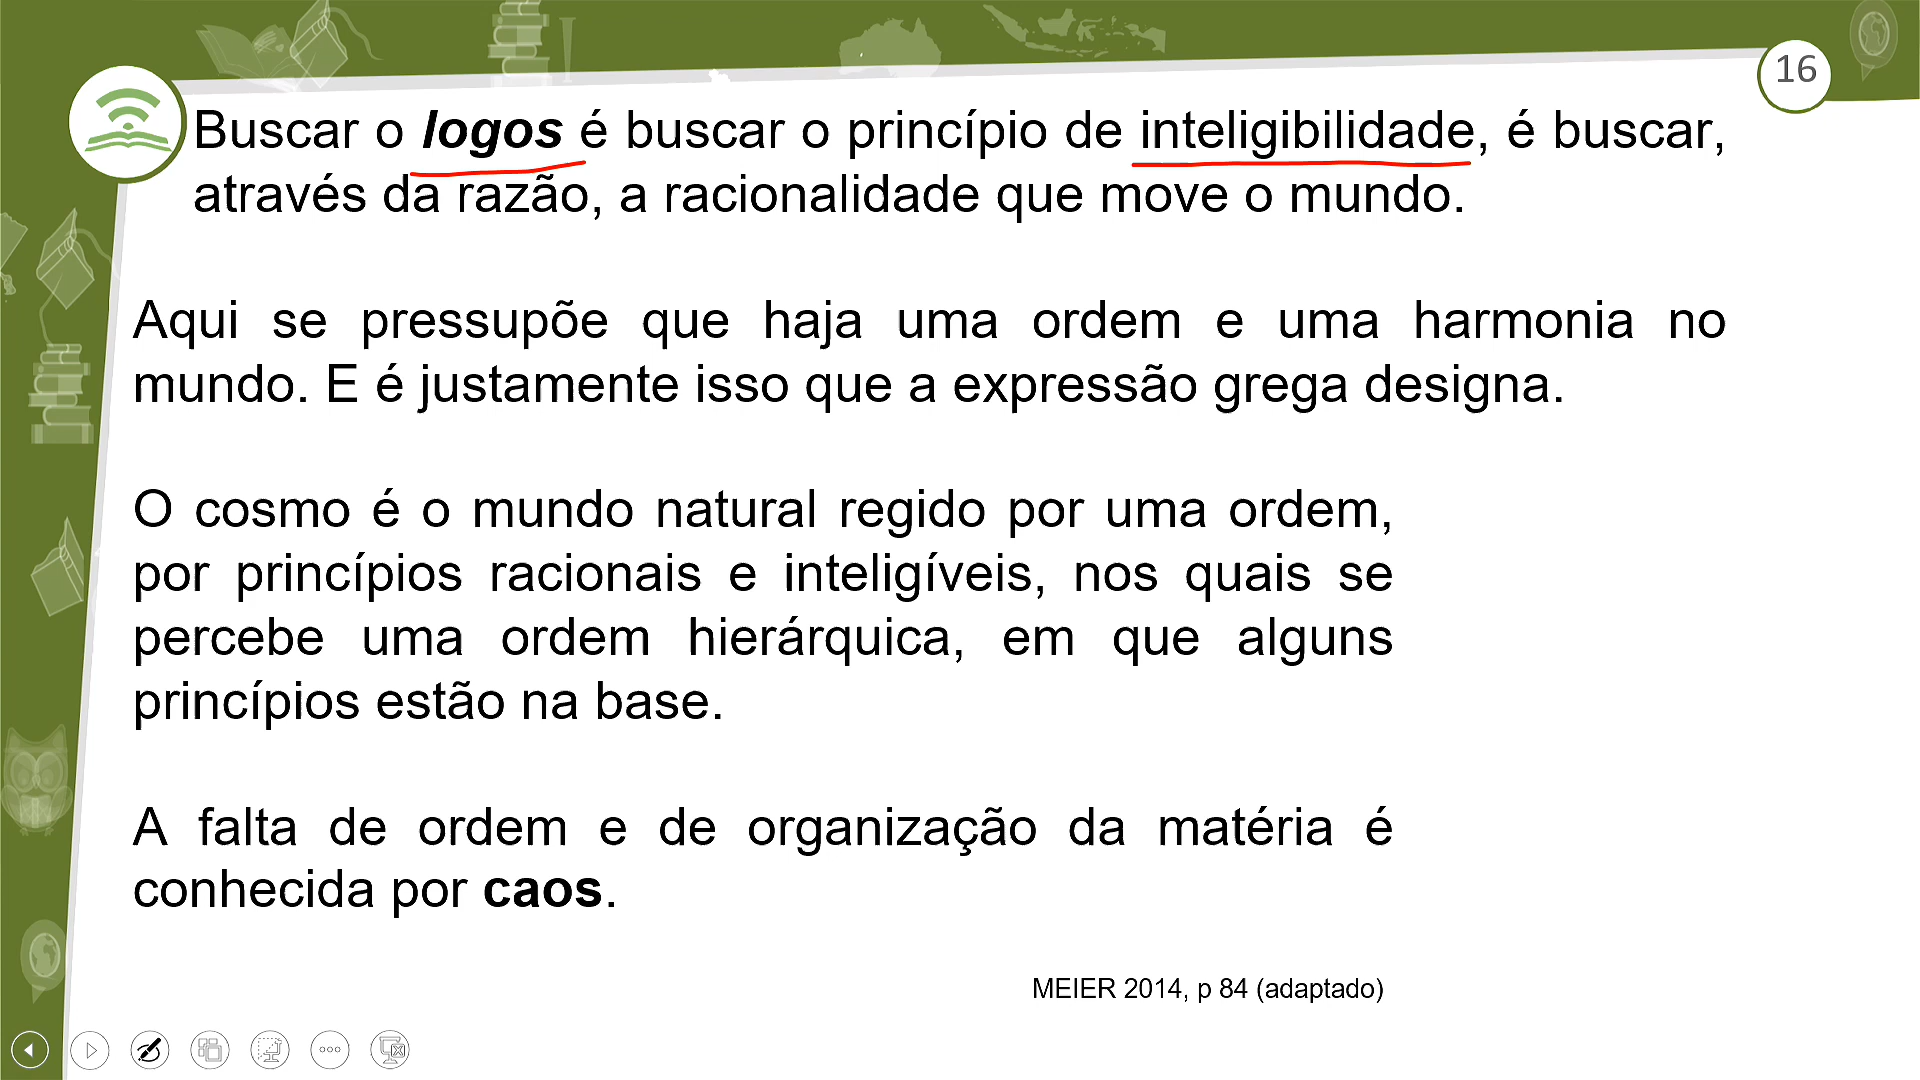 16
Buscar o logos é buscar o princípio de inteligibilidade, é buscar,
através da razão, a racionalidade que move o mundo.
Aqui se pressupõe que haja uma ordem e uma harmonia no
mundo. E é justamente isso que a expressão grega designa.
O cosmo é o mundo natural regido por uma ordem,
por princípios racionais e inteligíveis, nos quais se
percebe uma ordem hierárquica, em que alguns
princípios estão na base.
A falta de ordem e de organização da matéria é
conhecida por caos.
MEIER 2014, p 84 (adaptado)